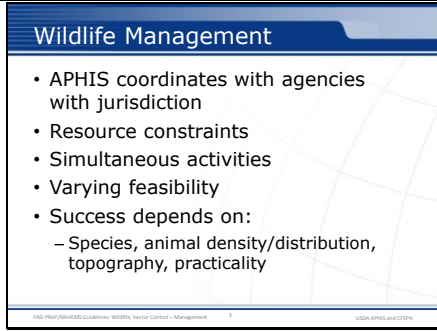 Wildlife Management
• APHIS coordinates with agencies
with jurisdiction
• Resource constraints
• Simultaneous activities
• Varying feasibility
• Success depends on:
– Species, animal density/distribution,
topography, practicality
FAD-PReP/NAHEMS Guidelines: Wildlife, Vector Control – Management
USDA APHIS and CFSPH